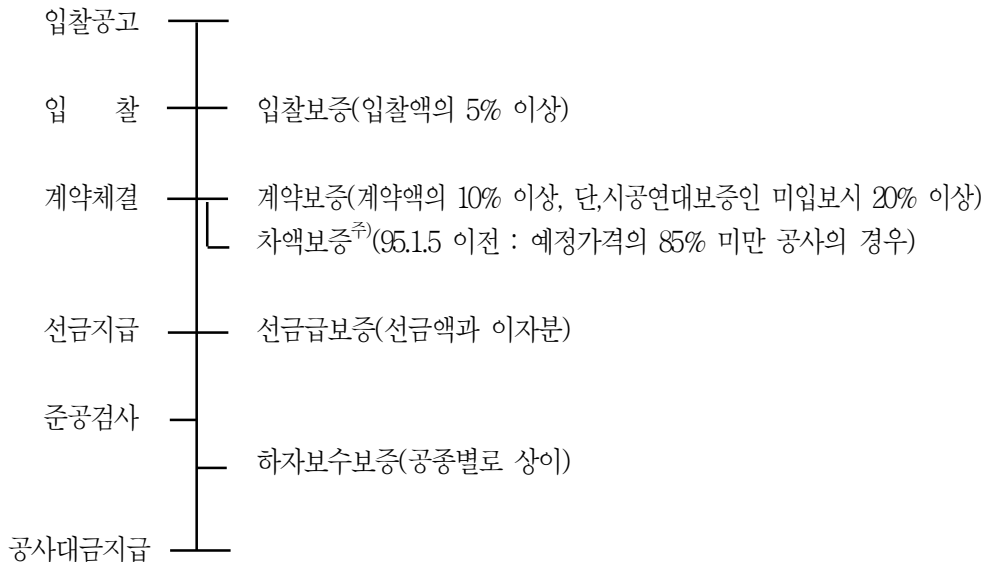 입찰공고
입 찰 입찰보증(입찰액의 5% 이상)
계약체결 계약보증(계약액의 10% 이상, 단,시공연대보증인 미입보시 20% 이상)
차액보증주)(95.1.5 이전 : 예정가격의 85% 미만 공사의 경우)
선금지급 선금급보증(선금액과 이자분)
준공검사
하자보수보증(공종별로 상이)
공사대금지급